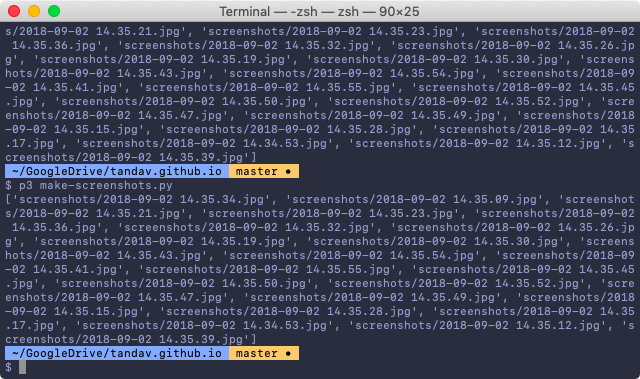 Terminal — -zsh — zsh — 90×25
s/2018-09-02 14.35.21.jpg', 'screenshots/2018-09-02 14.35.23.jpg', 'screenshots/2018-09-02
 14.35.36.jpg', 'screenshots/2018-09-02 14.35.32.jpg', 'screenshots/2018-09-02 14.35.26.jp
g', 'screenshots/2018-09-02 14.35.19.jpg', 'screenshots/2018-09-02 14.35.30.jpg', 'screens
hots/2018-09-02 14.35.43.jpg', 'screenshots/2018-09-02 14.35.54.jpg', 'screenshots/2018-09
-02 14.35.41.jpg', 'screenshots/2018-09-02 14.35.55.jpg', 'screenshots/2018-09-02 14.35.45
.jpg', 'screenshots/2018-09-02 14.35.50.jpg', 'screenshots/2018-09-02 14.35.52.jpg', 'scre
enshots/2018-09-02 14.35.47.jpg', 'screenshots/2018-09-02 14.35.49.jpg', 'screenshots/2018
-09-02 14.35.15.jpg', 'screenshots/2018-09-02 14.35.28.jpg', 'screenshots/2018-09-02 14.35
.17.jpg', 'screenshots/2018-09-02 14.34.53.jpg', 'screenshots/2018-09-02 14.35.12.jpg', 's
creenshots/2018-09-02 14.35.39.jpg']
~/GoogleDrive/tandav.github.io master •
$ p3 make-screenshots.py
['screenshots/2018-09-02 14.35.34.jpg', 'screenshots/2018-09-02 14.35.09.jpg', 'screenshot
s/2018-09-02 14.35.21.jpg', 'screenshots/2018-09-02 14.35.23.jpg', 'screenshots/2018-09-02
 14.35.36.jpg', 'screenshots/2018-09-02 14.35.32.jpg', 'screenshots/2018-09-02 14.35.26.jp
g', 'screenshots/2018-09-02 14.35.19.jpg', 'screenshots/2018-09-02 14.35.30.jpg', 'screens
hots/2018-09-02 14.35.43.jpg', 'screenshots/2018-09-02 14.35.54.jpg', 'screenshots/2018-09
-02 14.35.41.jpg', 'screenshots/2018-09-02 14.35.55.jpg', 'screenshots/2018-09-02 14.35.45
.jpg', 'screenshots/2018-09-02 14.35.50.jpg', 'screenshots/2018-09-02 14.35.52.jpg', 'scre
enshots/2018-09-02 14.35.47.jpg', 'screenshots/2018-09-02 14.35.49.jpg', 'screenshots/2018
-09-02 14.35.15.jpg', 'screenshots/2018-09-02 14.35.28.jpg', 'screenshots/2018-09-02 14.35
.17.jpg', 'screenshots/2018-09-02 14.34.53.jpg', 'screenshots/2018-09-02 14.35.12.jpg', 's
creenshots/2018-09-02 14.35.39.jpg']
~/GoogleDrive/tandav.github.io master •
$